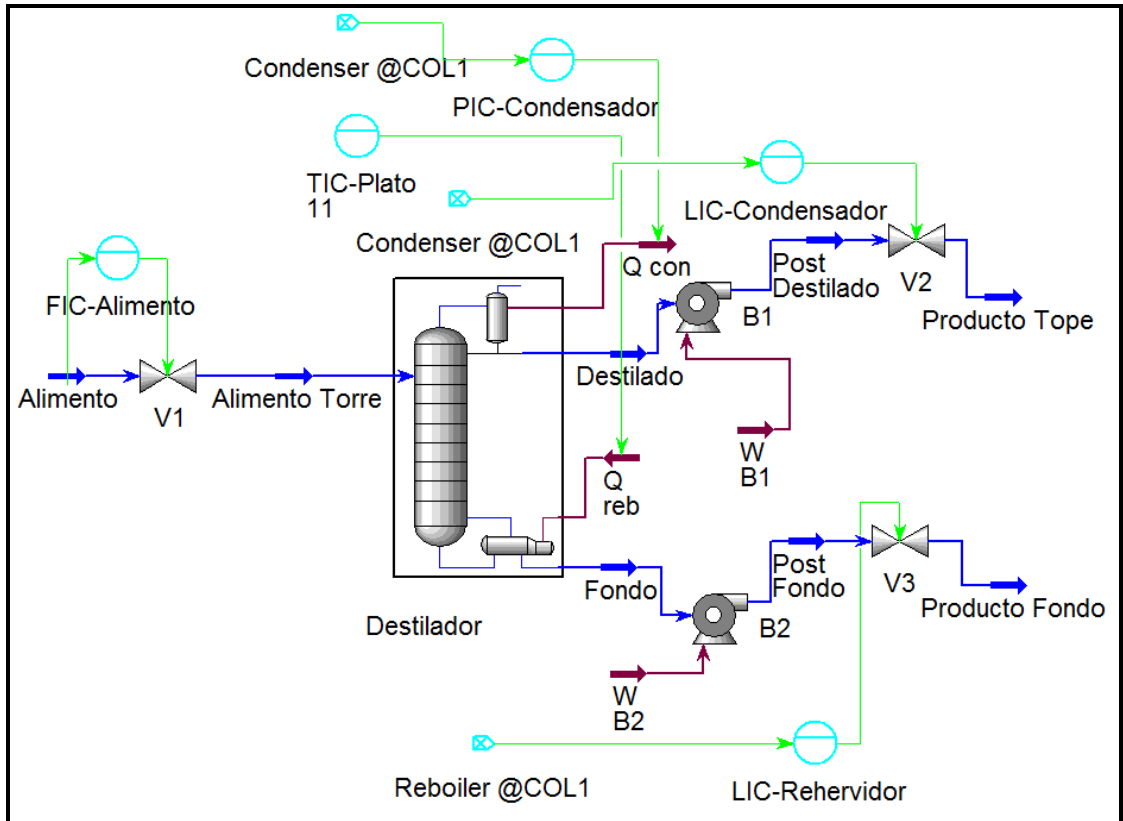 Condenser @COL1
PIC-Condensador
TIC-Plato
11
LIC-Condensador
Condenser @COL1
Q con
Post
Destilado
V2
FIC-Alimento
B1
Producto Tope
Destilado
Alimento
V1
Alimento Torre
W
B1
Q
reb
Post
Fondo
V3
Fondo
Producto Fondo
B2
Destilador
W
B2
Reboiler @COL1
LIC-Rehervidor